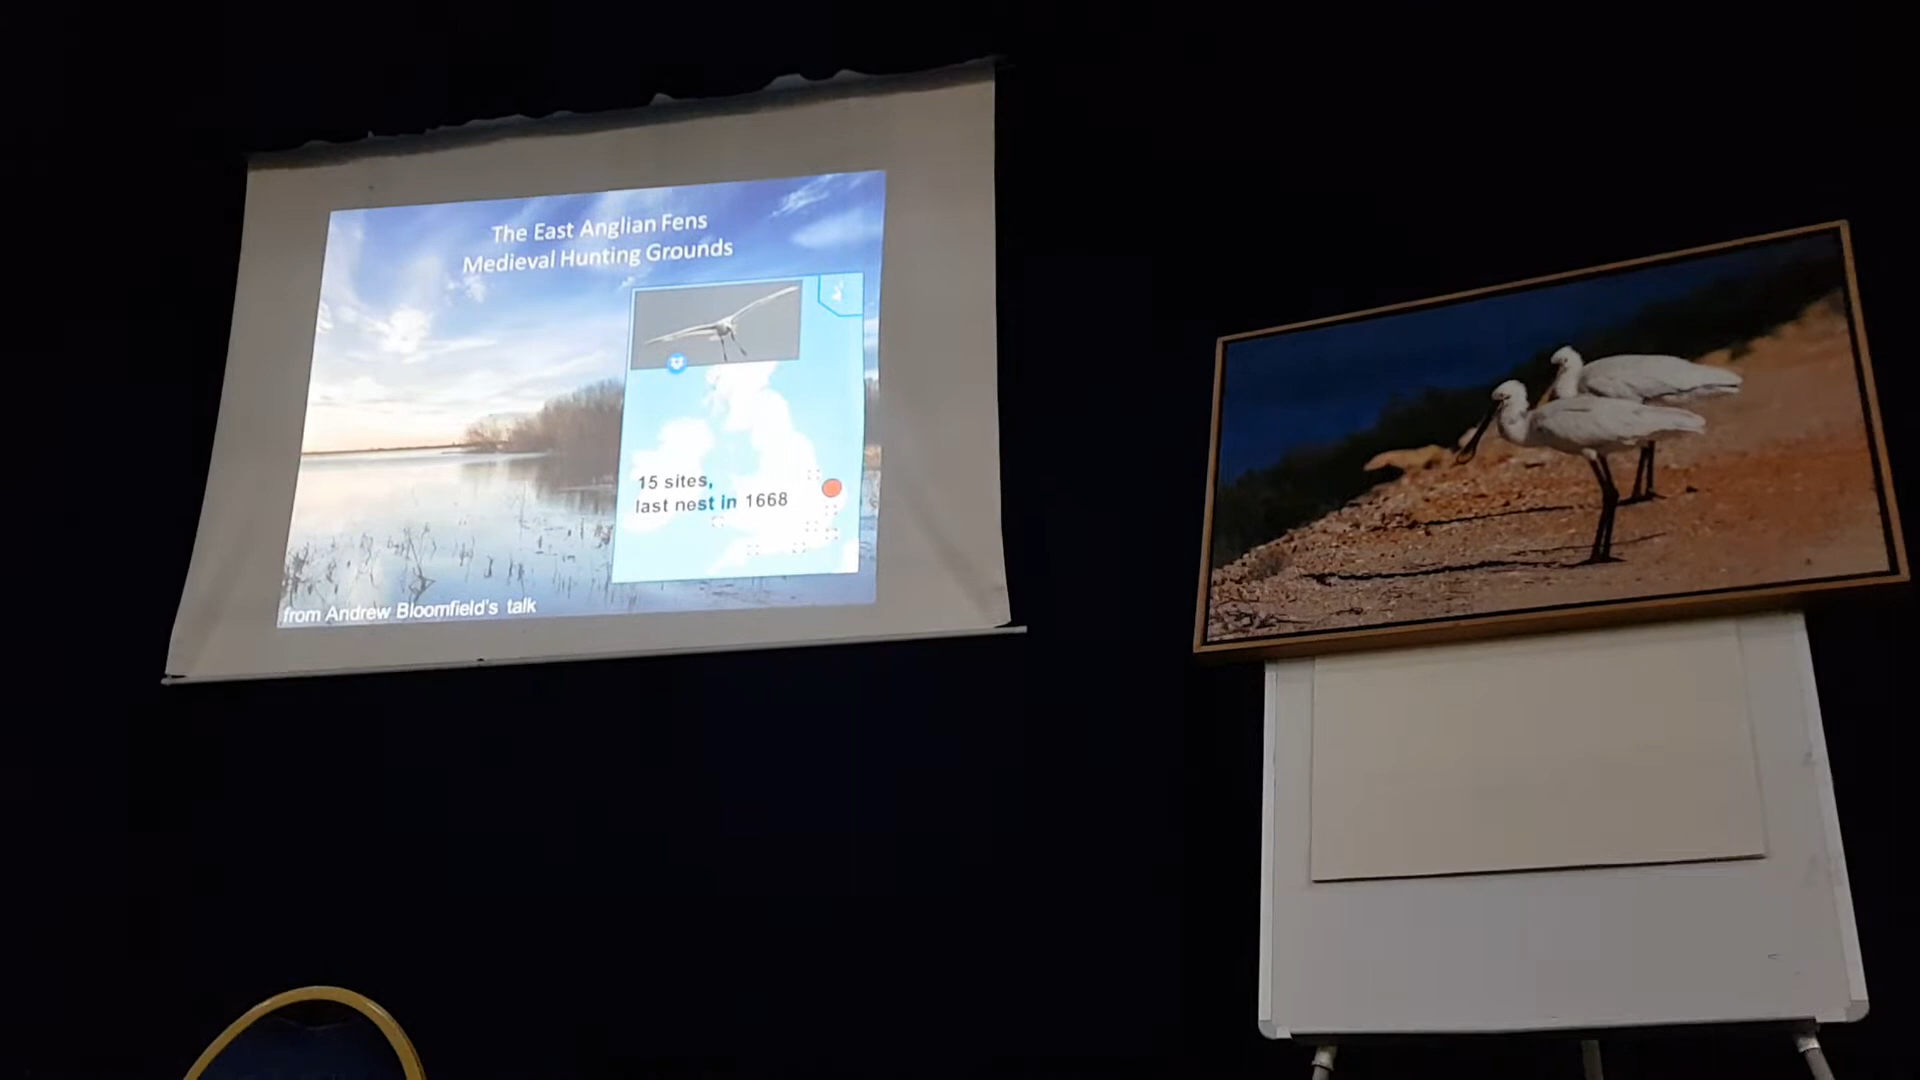 The East Anglian Fens
Medieval Hunting Grounds
15 sites,
last nest in 1668
from Andrew Bloomfield's talk